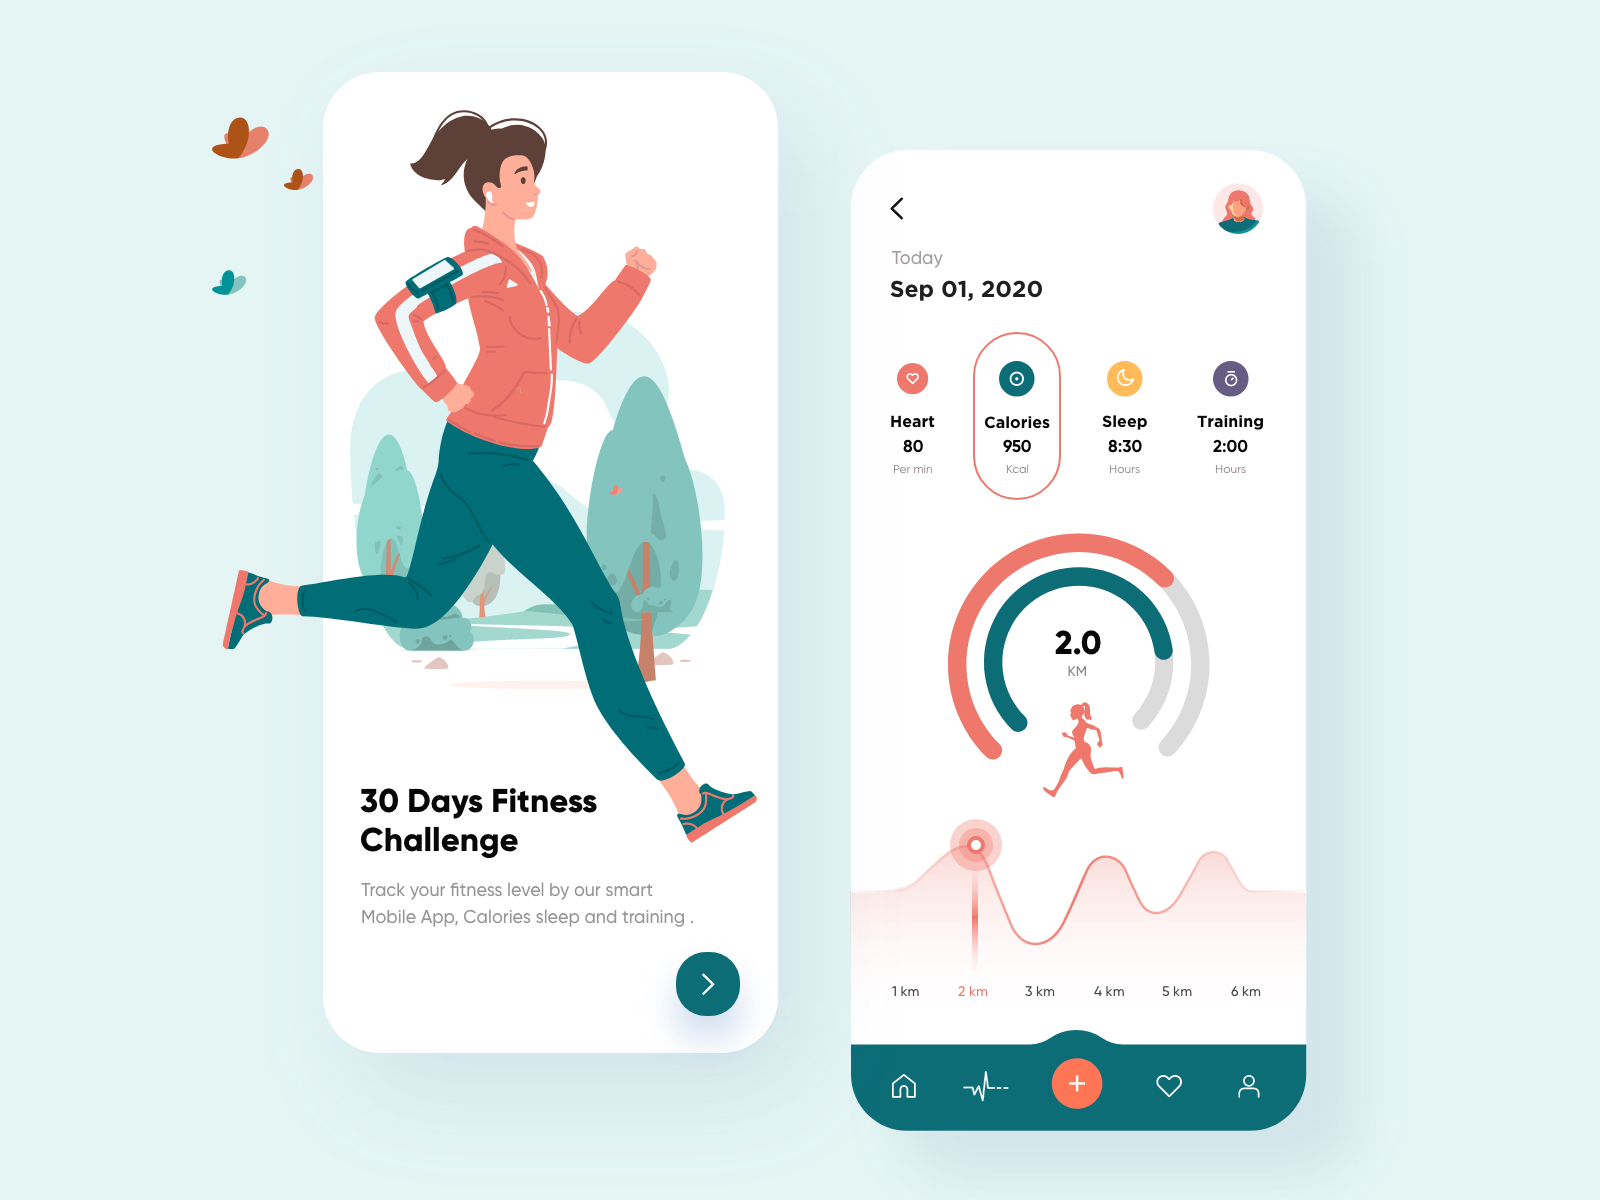 30 Days Fitness
Challenge
Track your fitness level by our smart
Mobile App, Calories sleep and training .
Today
Sep 01, 2020
Heart
80
Per min
Calories
950
Kcal
Sleep
8:30
Hours
Training
2:00
Hours
2.0
KM
1 km 2 km 3 km 4 km 5 km 6 km